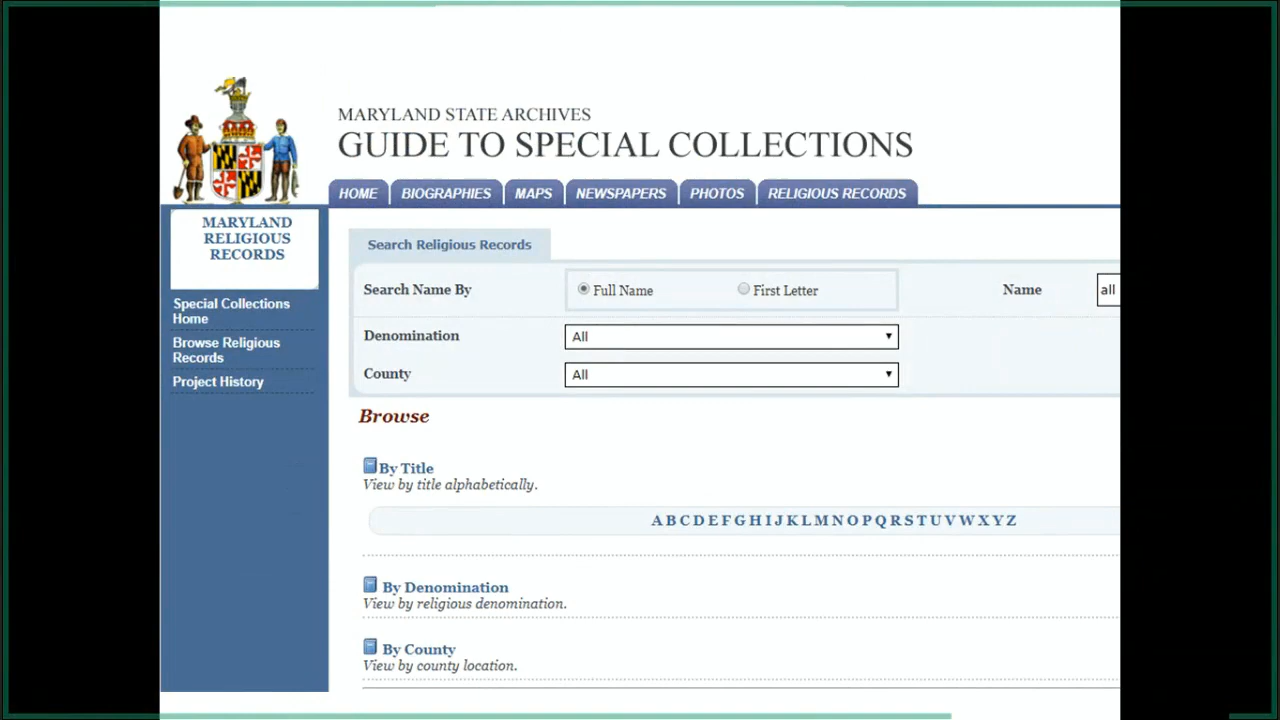 MARYLAND STATE ARCHIVES
GUIDE TO SPECIAL COLLECTIONS
HOME BIOGRAPHIES MAPS NEWSPAPERS PHOTOS RELIGIOUS RECORDS
MARYLAND
RELIGIOUS
RECORDS
Special Collections
Home
Browse Religious
Records
Project History
Search Religious Records
Search Name By Full Name First Letter Name all
Denomination All
County All
Browse
By Title
View by title alphabetically.
A B C D E F G H I J K L M N O P Q R S T U V W X Y Z
By Denomination
View by religious denomination.
By County
View by county location.